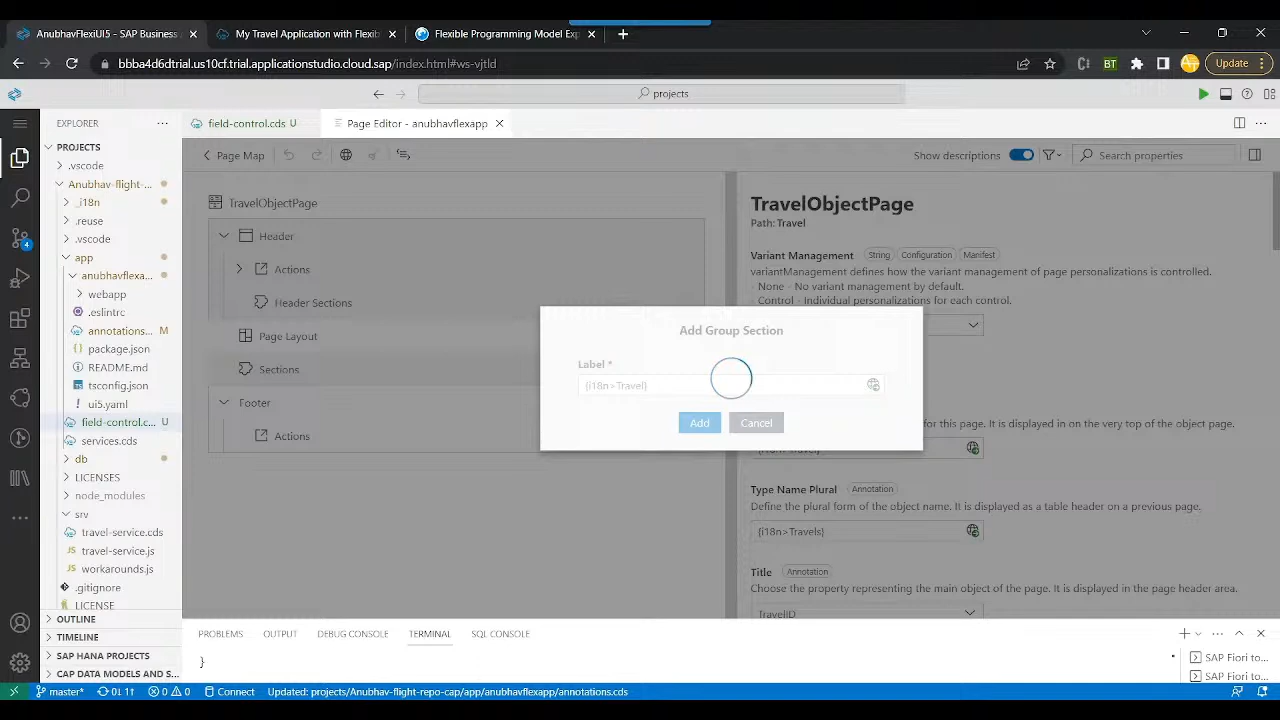 AnubhavFlexiUI5 - SAP Business
My Travel Application with Flexib
Flexible Programming Model Exp
bbba4d6dtrial.us10cf.trial.applicationstudio.cloud.sap/index.html#ws-vjtld
BT
Update
projects
EXPLORER
field-control.cds U
Page Editor - anubhavflexapp
PROJECTS
.vscode
Anubhav-flight-...
_i18n
.reuse
.vscode
app
anubhavflexa...
webapp
.eslintrc
annotations... M
package.json
README.md
tsconfig.json
ui5.yaml
field-control.c... U
services.cds
db
LICENSES
node_modules
srv
travel-service.cds
travel-service.js
workarounds.js
.gitignore
LICENSE
OUTLINE
TIMELINE
SAP HANA PROJECTS
CAP DATA MODELS AND S...
4
Page Map
Show descriptions
Search properties
TravelObjectPage
Header
Actions
Header Sections
Page Layout
Sections
Footer
Actions
TravelObjectPage
Path: Travel
Variant Management String Configuration Manifest
variantManagement defines how the variant management of page personalizations is controlled.
- None - No variant management by default.
- Control - Individual personalizations for each control.
Add Group Section
Label *
{i18n>Travel}
Add
Cancel
for this page. It is displayed in on the very top of the object page.
{i18n>Travel}
Type Name Plural Annotation
Define the plural form of the object name. It is displayed as a table header on a previous page.
{i18n>Travels}
Title Annotation
Choose the property representing the main object of the page. It is displayed in the page header area.
TravelID
PROBLEMS
OUTPUT
DEBUG CONSOLE
TERMINAL
SQL CONSOLE
}
SAP Fiori to...
SAP Fiori to...
master*
0↓ 1↑
0
0
Connect
Updated: projects/Anubhav-flight-repo-cap/app/anubhavflexapp/annotations.cds